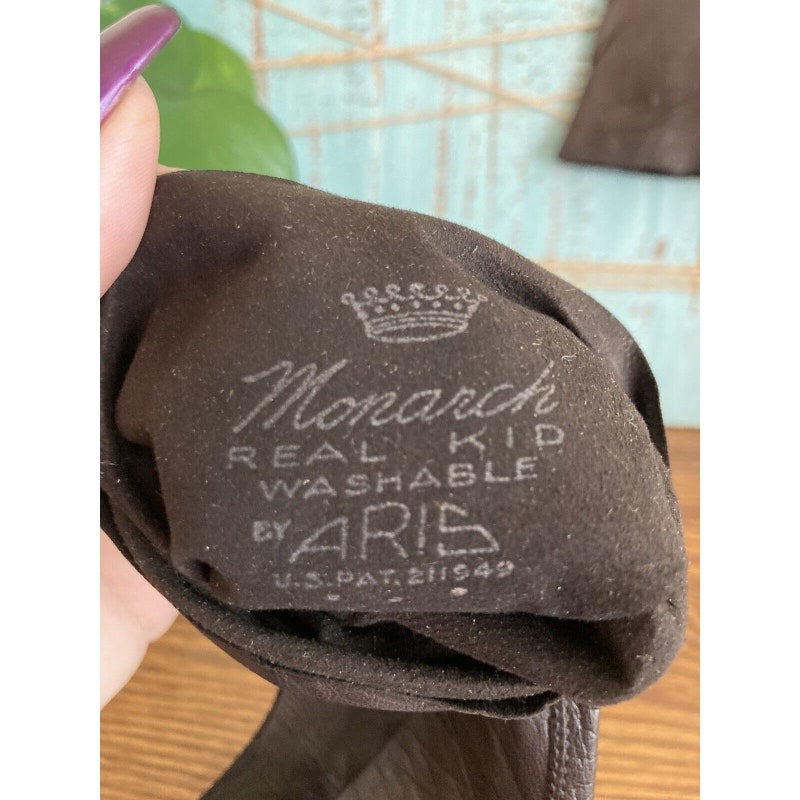 Monarch
REAL KID
WASHABLE
BY ARIS
U.S. PAT. 211949